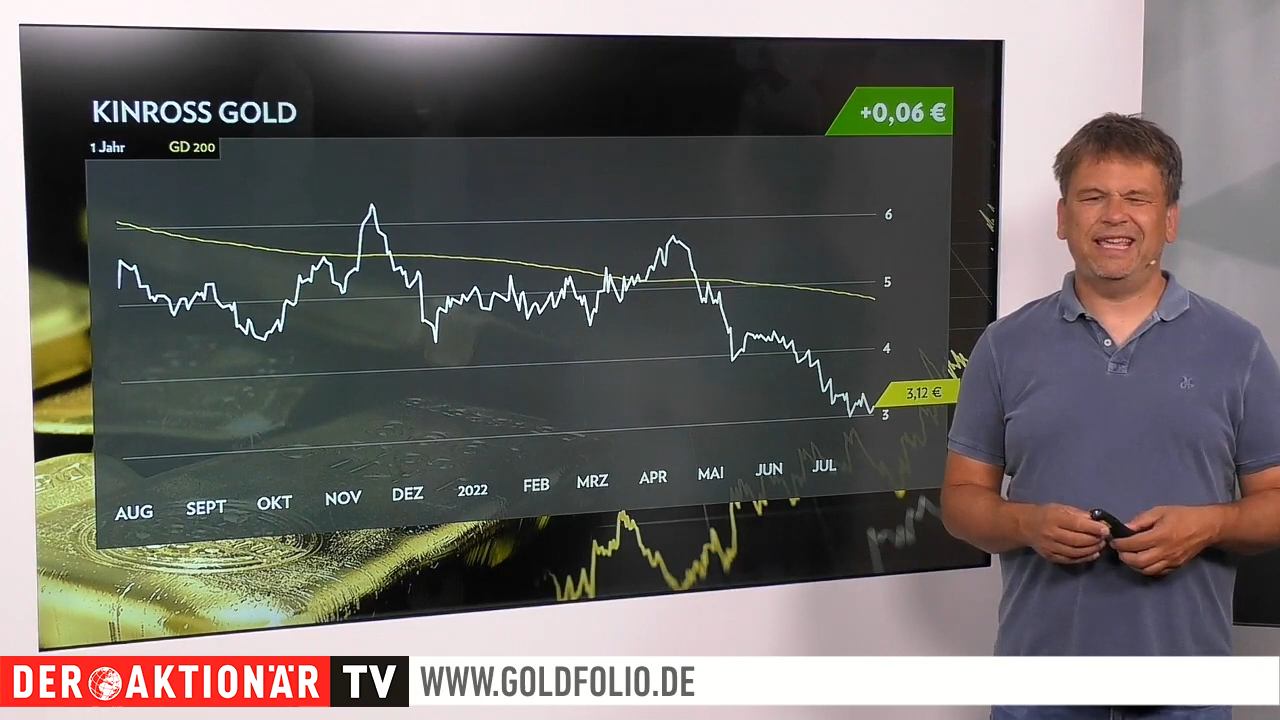 KINROSS GOLD
+0,06 €
1 Jahr GD 200
6
5
4
3,12 €
3
AUG SEPT OKT NOV DEZ 2022 FEB MRZ APR MAI JUN JUL
DER AKTIONÄR TV WWW.GOLDFOLIO.DE